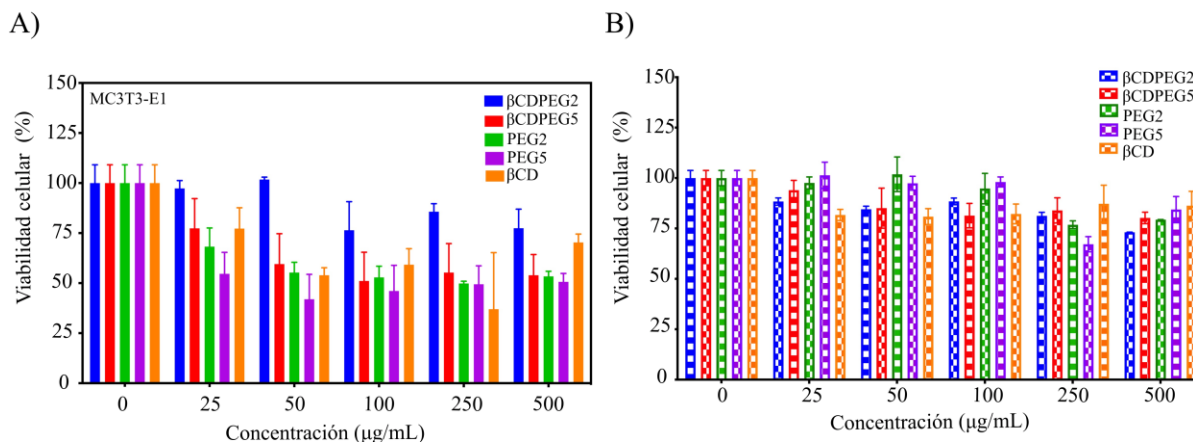 A)
150
125
100
75
50
25
0
Viabilidad celular (%)
MC3T3-E1
βCDPEG2
βCDPEG5
PEG2
PEG5
βCD
0 25 50 100 250 500
Concentración (µg/mL)
B)
150
125
100
75
50
25
0
Viabilidad celular (%)
βCDPEG2
βCDPEG5
PEG2
PEG5
βCD
0 25 50 100 250 500
Concentración (µg/mL)